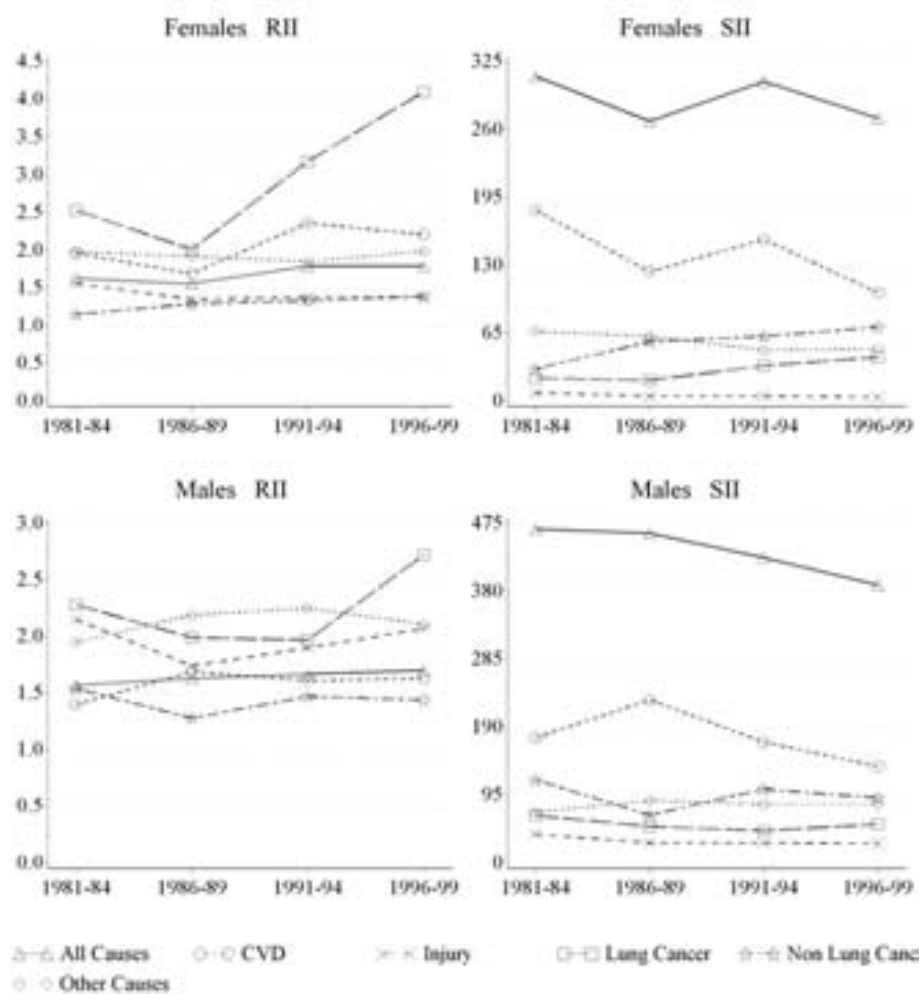 Females RII
4.5
4.0
3.5
3.0
2.5
2.0
1.5
1.0
0.5
0.0
1981-84 1986-89 1991-94 1996-99
Females SII
325
260
195
130
65
0
1981-84 1986-89 1991-94 1996-99
Males RII
3.0
2.5
2.0
1.5
1.0
0.5
0.0
1981-84 1986-89 1991-94 1996-99
Males SII
475
380
285
190
95
0
1981-84 1986-89 1991-94 1996-99
All Causes CVD Injury Lung Cancer Non Lung Canc
Other Causes